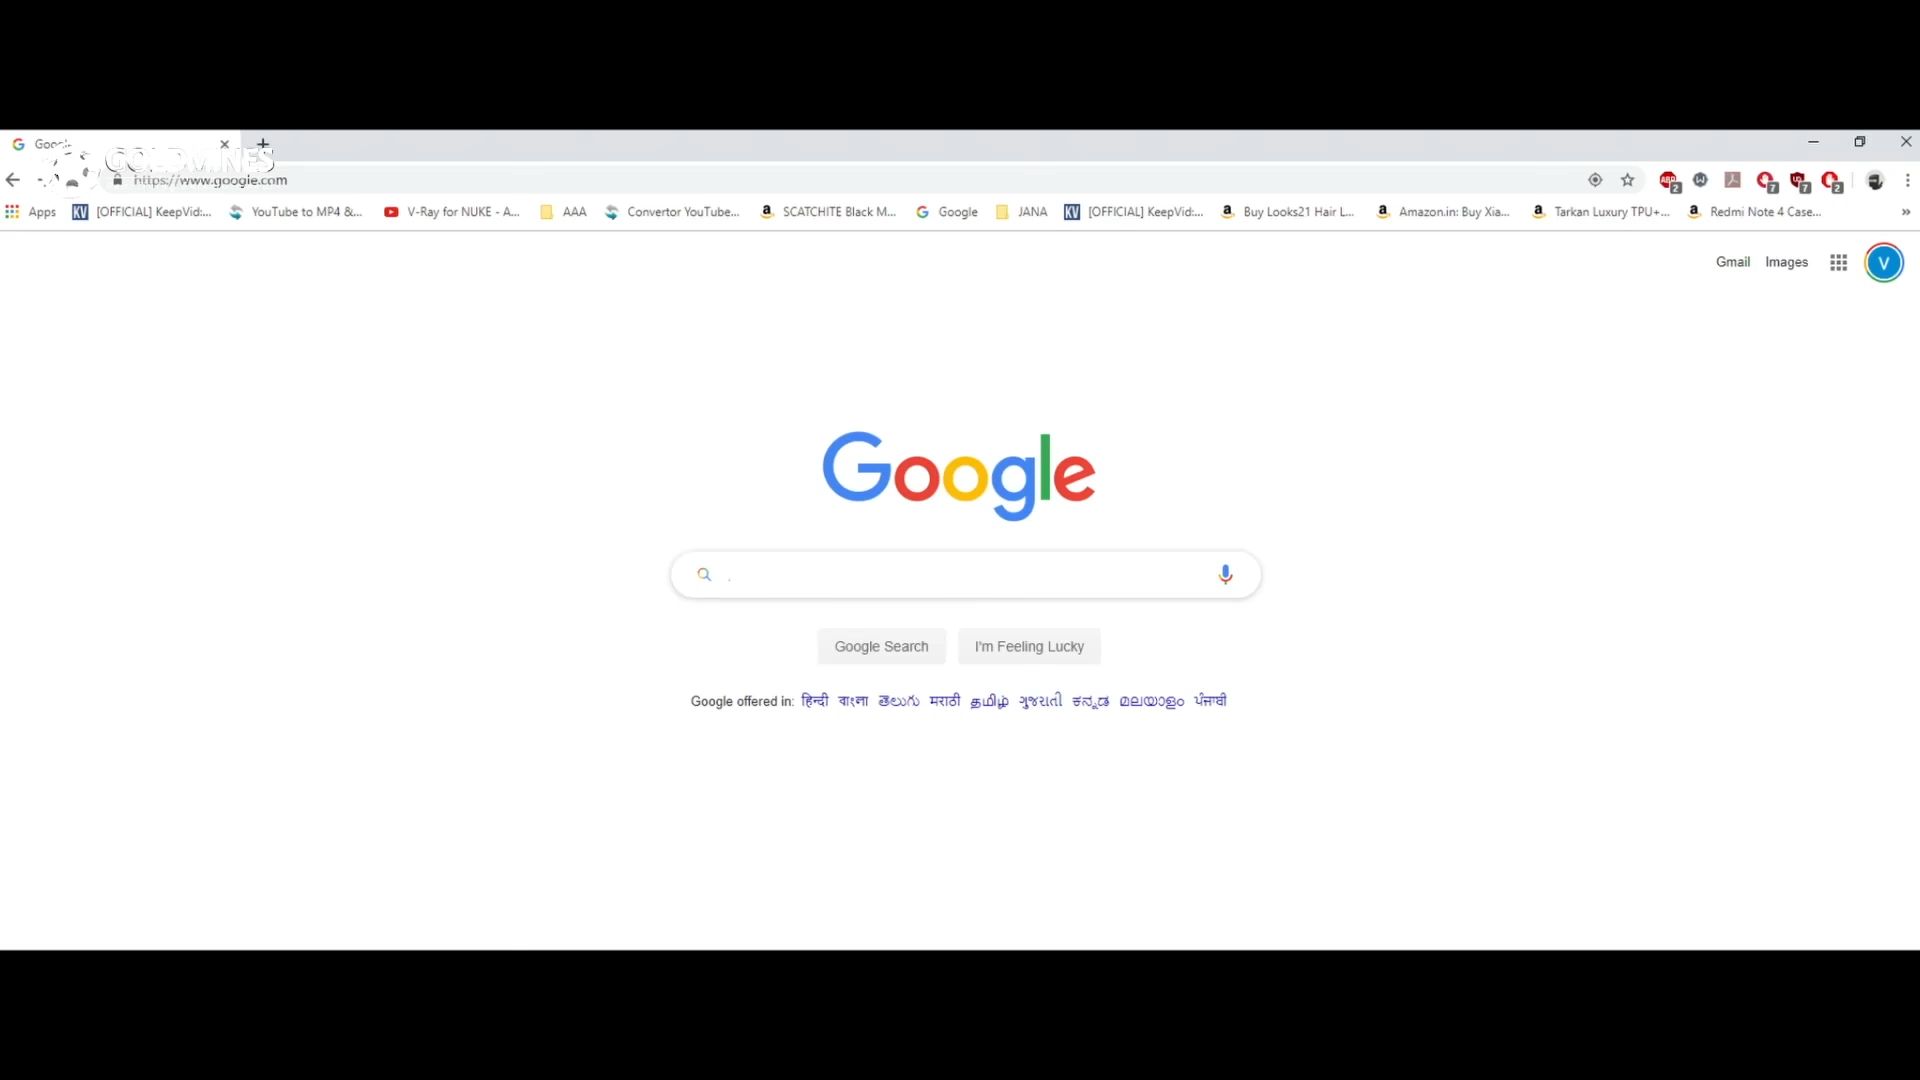 Google
GOLDMINES
https://www.google.com
Apps [OFFICIAL] KeepVid:... YouTube to MP4 &... V-Ray for NUKE - A... AAA Convertor YouTube... SCATCHITE Black M... Google JANA [OFFICIAL] KeepVid:... Buy Looks21 Hair L... Amazon.in: Buy Xia... Tarkan Luxury TPU+... Redmi Note 4 Case...
Gmail Images V
Google
Google Search I'm Feeling Lucky
Google offered in: हिन्दी বাংলা తెలుగు मराठी தமிழ் ગુજરાતી ಕನ್ನಡ മലയാളം ਪੰਜਾਬੀ